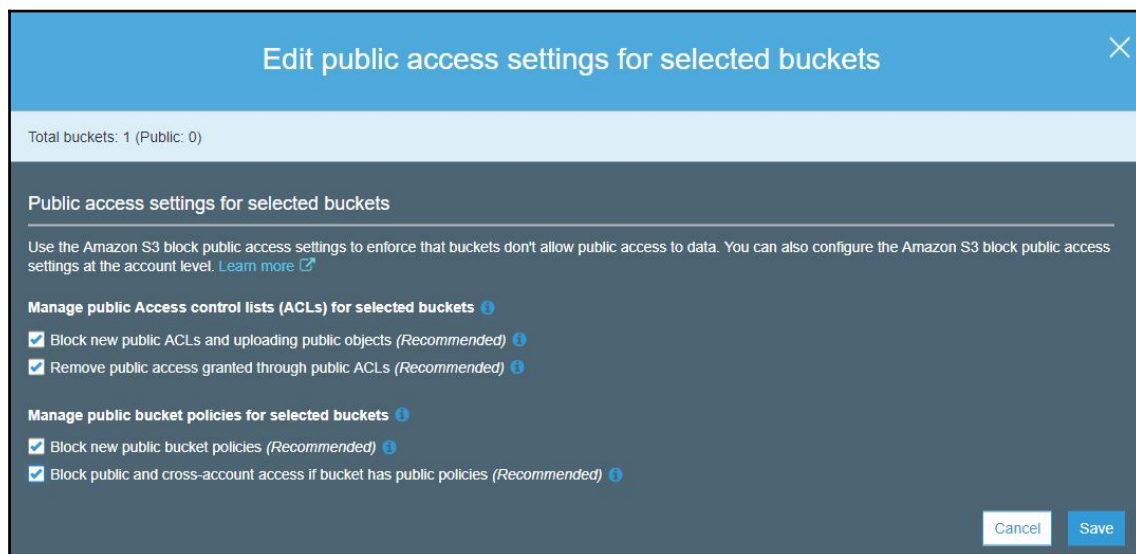 Edit public access settings for selected buckets
Total buckets: 1 (Public: 0)
Public access settings for selected buckets
Use the Amazon S3 block public access settings to enforce that buckets don't allow public access to data. You can also configure the Amazon S3 block public access
settings at the account level. Learn more
Manage public Access control lists (ACLs) for selected buckets
Block new public ACLs and uploading public objects (Recommended)
Remove public access granted through public ACLs (Recommended)
Manage public bucket policies for selected buckets
Block new public bucket policies (Recommended)
Block public and cross-account access if bucket has public policies (Recommended)
Cancel Save